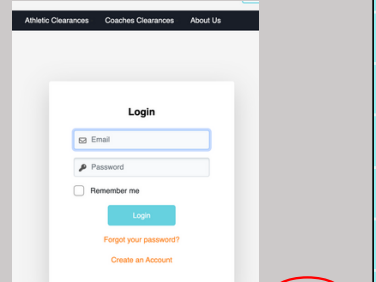 Athletic Clearances Coaches Clearances About Us
Login
Email
Password
Remember me
Login
Forgot your password?
Create an Account